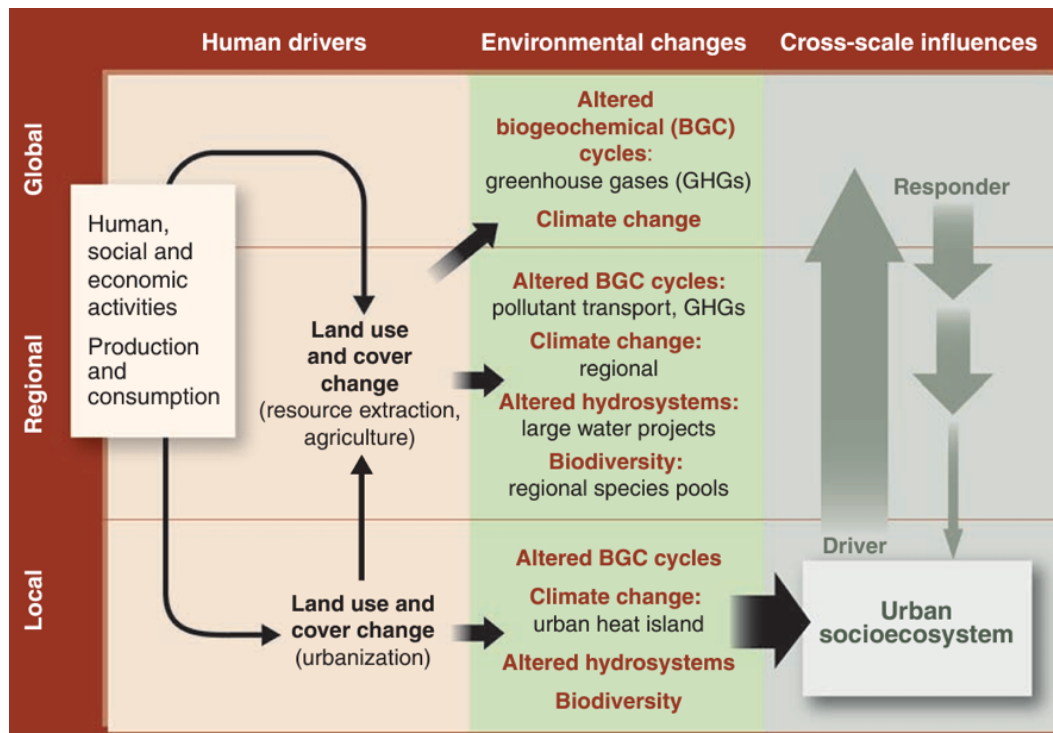 Human drivers
Environmental changes
Cross-scale influences
Global
Regional
Local
Human,
social and
economic
activities
Production
and
consumption
Land use
and cover
change
(resource extraction,
agriculture)
Land use and
cover change
(urbanization)
Altered
biogeochemical (BGC)
cycles:
greenhouse gases (GHGs)
Climate change
Altered BGC cycles:
pollutant transport, GHGs
Climate change:
regional
Altered hydrosystems:
large water projects
Biodiversity:
regional species pools
Altered BGC cycles
Climate change:
urban heat island
Altered hydrosystems
Biodiversity
Responder
Driver
Urban
socioecosystem